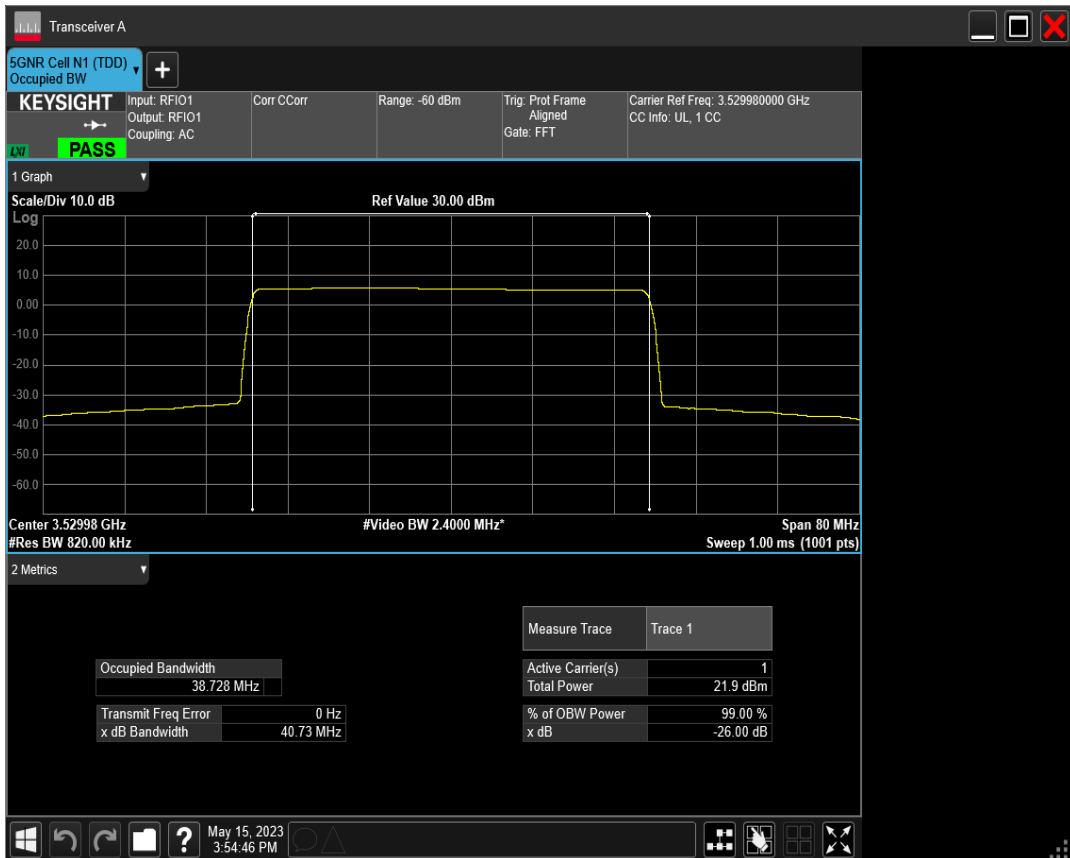 Transceiver A
5GNR Cell N1 (TDD)
Occupied BW
+
KEYSIGHT
LXI
PASS
Input: RFIO1
Output: RFIO1
Coupling: AC
Corr CCorr
Range: -60 dBm
Trig: Prot Frame
Aligned
Gate: FFT
Carrier Ref Freq: 3.529980000 GHz
CC Info: UL, 1 CC
1 Graph
Scale/Div 10.0 dB
Ref Value 30.00 dBm
Log
20.0
10.0
0.00
-10.0
-20.0
-30.0
-40.0
-50.0
-60.0
Center 3.52998 GHz
#Video BW 2.4000 MHz*
Span 80 MHz
#Res BW 820.00 kHz
Sweep 1.00 ms (1001 pts)
2 Metrics
Measure Trace Trace 1
Occupied Bandwidth
38.728 MHz
Active Carrier(s) 1
Total Power 21.9 dBm
Transmit Freq Error 0 Hz
x dB Bandwidth 40.73 MHz
% of OBW Power 99.00 %
x dB -26.00 dB
?
May 15, 2023
3:54:46 PM